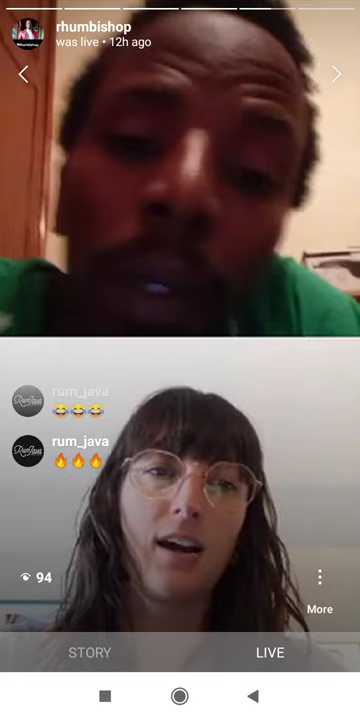 rhumbishop
was live • 12h ago
rum_java
😂😂😂
rum_java
🔥🔥🔥
94
More
STORY
LIVE